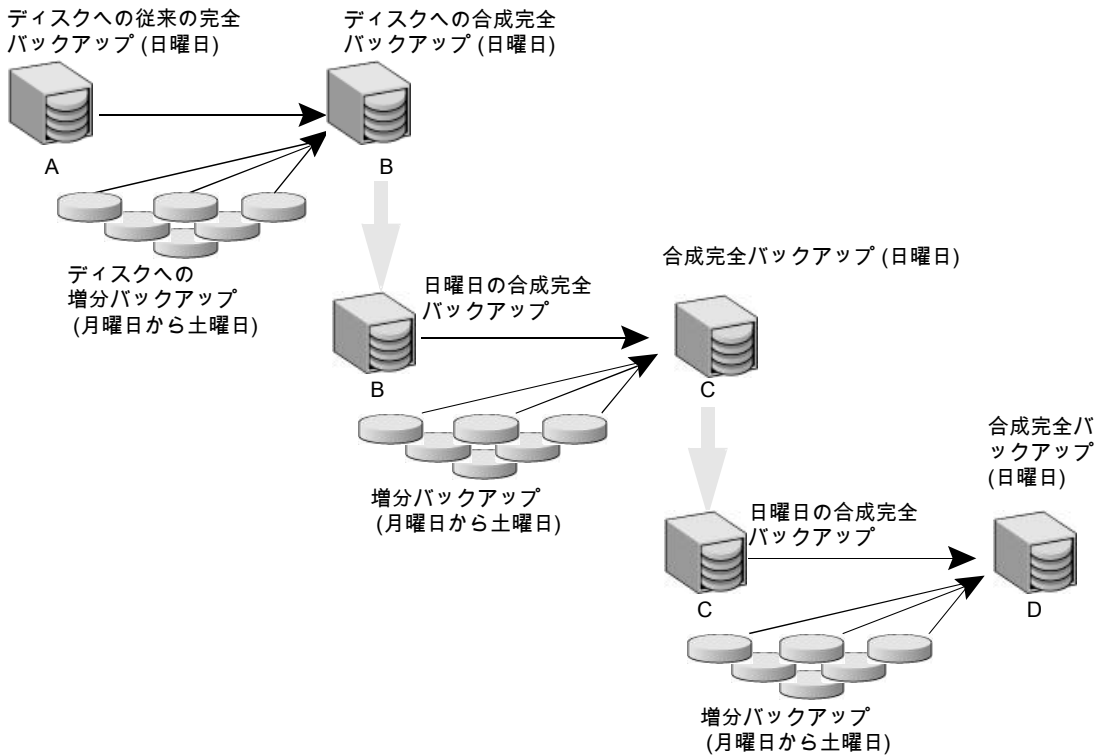 ディスクへの従来の完全
バックアップ (日曜日)
ディスクへの合成完全
バックアップ (日曜日)
A
B
ディスクへの
増分バックアップ
(月曜日から土曜日)
日曜日の合成完全
バックアップ
合成完全バックアップ (日曜日)
B
C
増分バックアップ
(月曜日から土曜日)
日曜日の合成完全
バックアップ
合成完全バ
ックアップ
(日曜日)
C
D
増分バックアップ
(月曜日から土曜日)